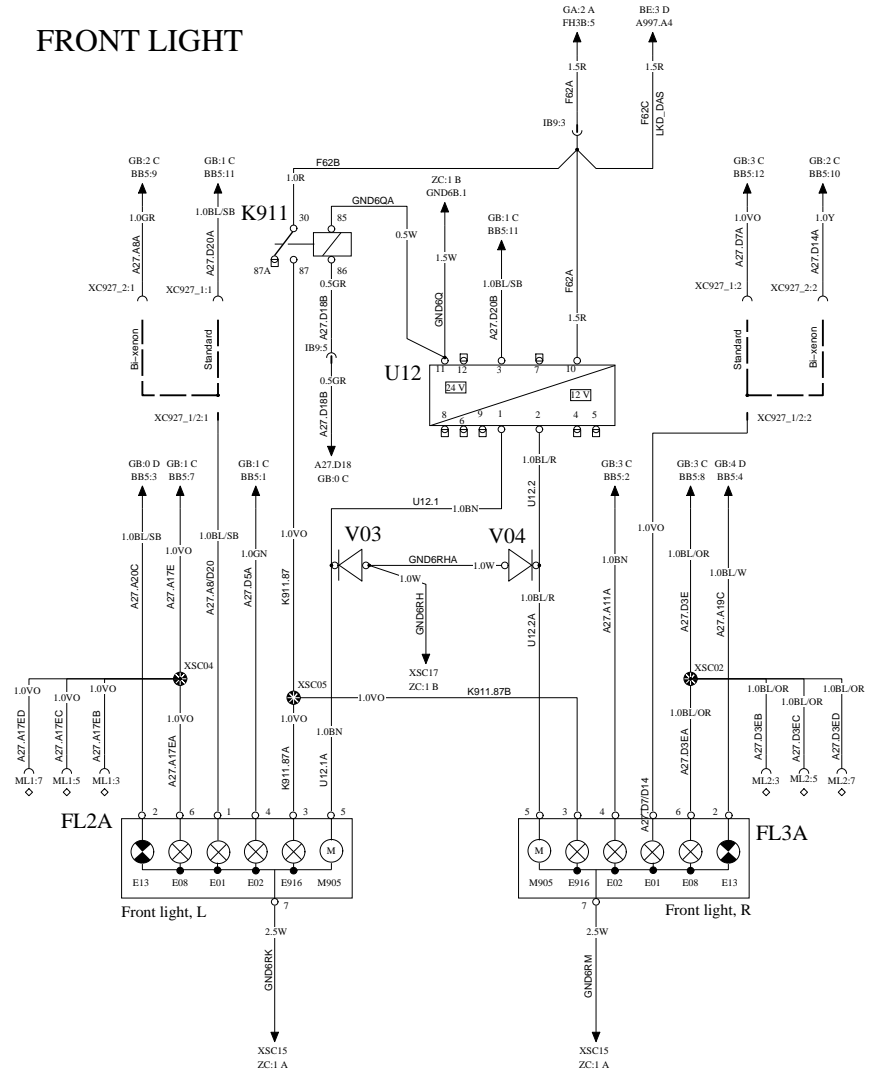 FRONT LIGHT
GA:2 A
FH3B:5
BE:3 D
A997.A4
1.5R
1.5R
F62A
F62C
LKD_DAS
IB9:3
F62B
GB:2 C
BB5:9
GB:1 C
BB5:11
GB:3 C
BB5:12
GB:2 C
BB5:10
1.0R
ZC:1 B
GND6B.1
GND6QA
K911
30
85
0.5W
GB:1 C
BB5:11
1.0GR
1.0BL/SB
1.0VO
1.0Y
A27.A8A
A27.D20A
A27.D7A
A27.D14A
87A
87
86
1.5W
1.0BL/SB
F62A
0.5GR
A27.D18B
GND6Q
A27.D20B
XC927_2:1
XC927_1:1
XC927_1:2
XC927_2:2
1.5R
Bi-xenon
Standard
IB9:5
Standard
Bi-xenon
U12
11
12
3
7
10
0.5GR
A27.D18B
24 V
12 V
8
6
9
1
2
4
5
XC927_1/2:1
XC927_1/2:2
GB:0 D
BB5:3
GB:1 C
BB5:7
GB:1 C
BB5:1
A27.D18
GB:0 C
1.0BL/R
U12.2
GB:3 C
BB5:2
GB:3 C
BB5:8
GB:4 D
BB5:4
U12.1
1.0BN
1.0BL/SB
1.0VO
1.0BL/SB
1.0GN
1.0VO
V03
V04
1.0BN
1.0VO
1.0BL/OR
1.0BL/W
GND6RHA
1.0W
1.0W
A27.A20C
A27.A17E
A27.A8/D20
A27.D5A
K911.87
GND6RH
1.0BL/R
U12.2A
A27.A11A
A27.D3E
A27.A19C
XSC04
XSC17
ZC:1 B
XSC02
XSC05
1.0VO
1.0VO
1.0VO
1.0VO
K911.87B
1.0BL/OR
1.0BL/OR
1.0BL/OR
1.0VO
1.0VO
1.0BN
1.0BL/OR
A27.A17ED
A27.A17EC
A27.A17EB
A27.A17EA
K911.87A
U12.1A
A27.D7/D14
A27.D3EA
A27.D3EB
A27.D3EC
A27.D3ED
ML1:7
ML1:5
ML1:3
ML2:3
ML2:5
ML2:7
FL2A
2
6
1
4
3
5
5
3
4
6
2
FL3A
M
M
E13
E08
E01
E02
E916
M905
M905
E916
E02
E01
E08
E13
7
7
Front light, L
Front light, R
2.5W
2.5W
GND6RK
GND6RM
XSC15
ZC:1 A
XSC15
ZC:1 A